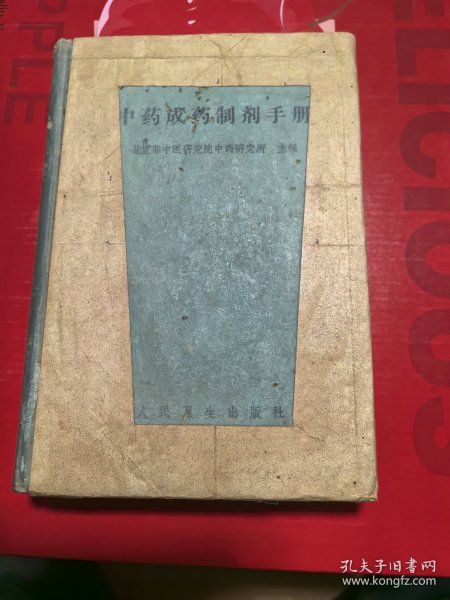 APPLE
ELICIOUS
中药成药制剂手册
卫生部中医研究院中药研究所 主编
人民卫生出版社
孔夫子旧书网
www.kongfz.com